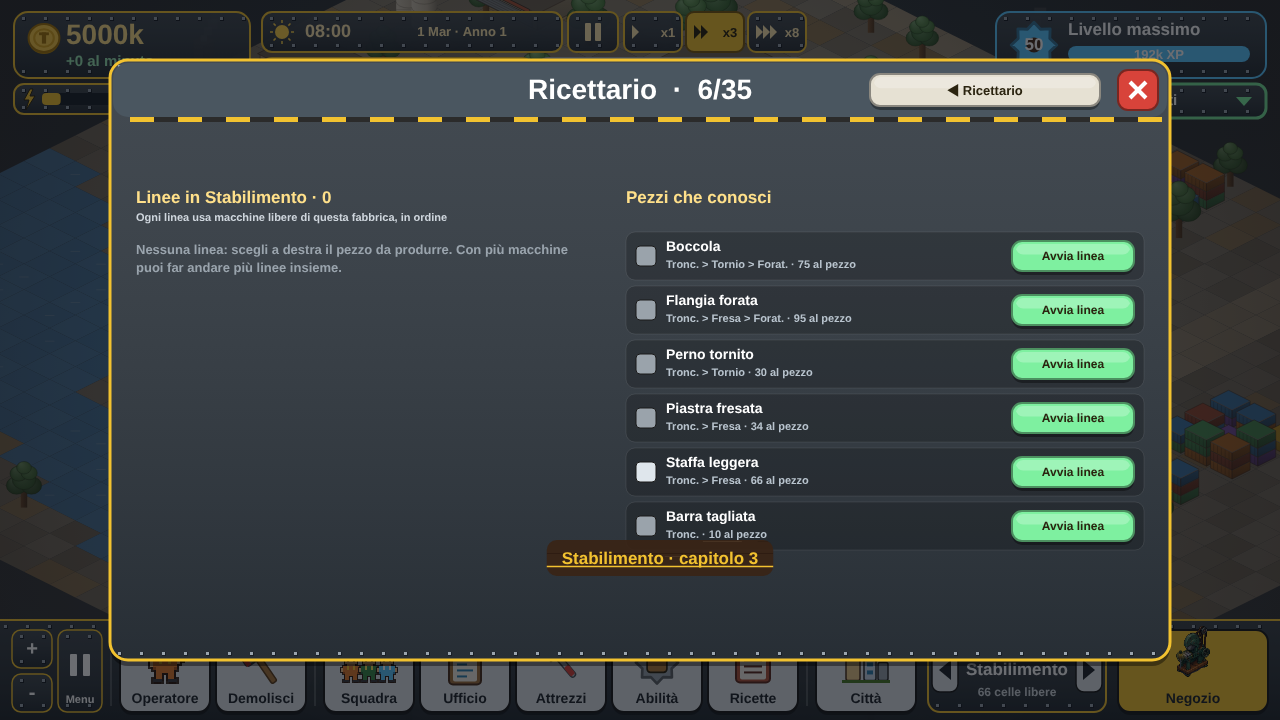 5000k
+0 al minuto
08:00
1 Mar · Anno 1
x1
x3
x8
50
Livello massimo
192k XP
Ricettario · 6/35
Ricettario
Linee in Stabilimento · 0
Ogni linea usa macchine libere di questa fabbrica, in ordine
Nessuna linea: scegli a destra il pezzo da produrre. Con più macchine
puoi far andare più linee insieme.
Pezzi che conosci
Boccola
Tronc. > Tornio > Forat. · 75 al pezzo
Avvia linea
Flangia forata
Tronc. > Fresa > Forat. · 95 al pezzo
Avvia linea
Perno tornito
Tronc. > Tornio · 30 al pezzo
Avvia linea
Piastra fresata
Tronc. > Fresa · 34 al pezzo
Avvia linea
Staffa leggera
Tronc. > Fresa · 66 al pezzo
Avvia linea
Barra tagliata
Tronc. · 10 al pezzo
Avvia linea
Stabilimento · capitolo 3
+
-
Menu
Operatore
Demolisci
Squadra
Ufficio
Attrezzi
Abilità
Ricette
Città
Stabilimento
66 celle libere
Negozio